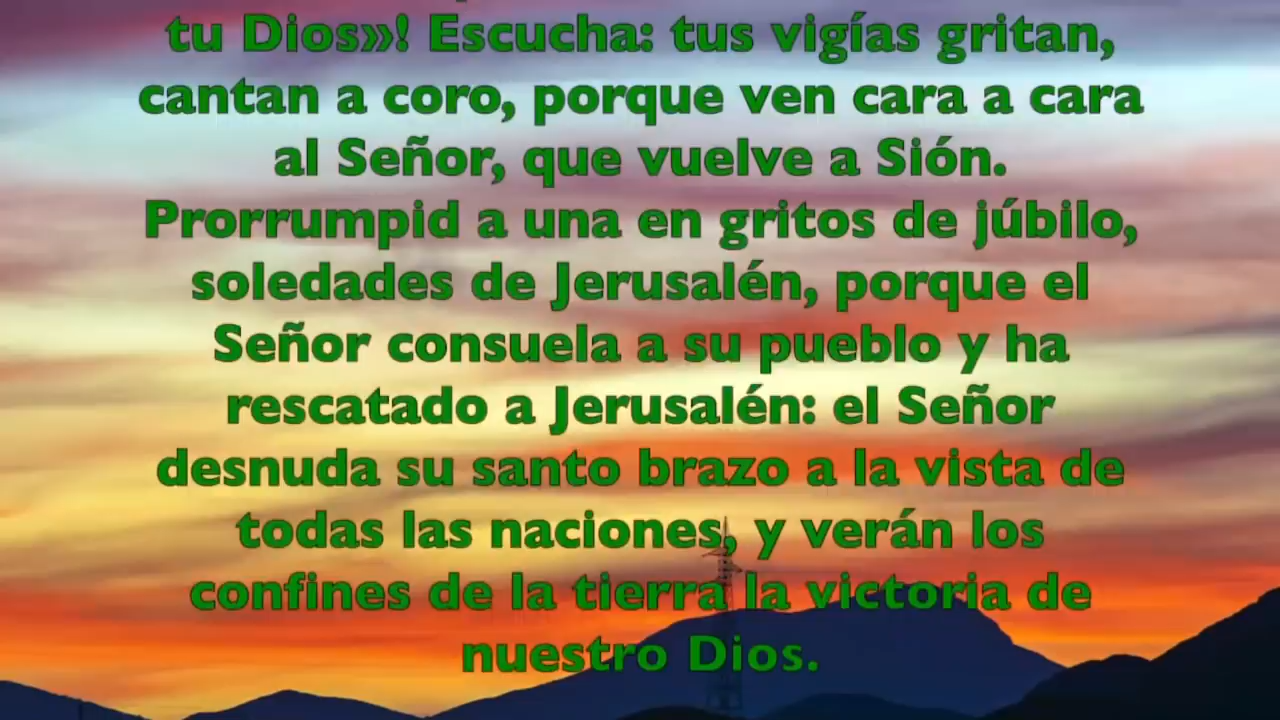 tu Dios»! Escucha: tus vigías gritan,
cantan a coro, porque ven cara a cara
al Señor, que vuelve a Sión.
Prorrumpid a una en gritos de júbilo,
soledades de Jerusalén, porque el
Señor consuela a su pueblo y ha
rescatado a Jerusalén: el Señor
desnuda su santo brazo a la vista de
todas las naciones, y verán los
confines de la tierra la victoria de
nuestro Dios.